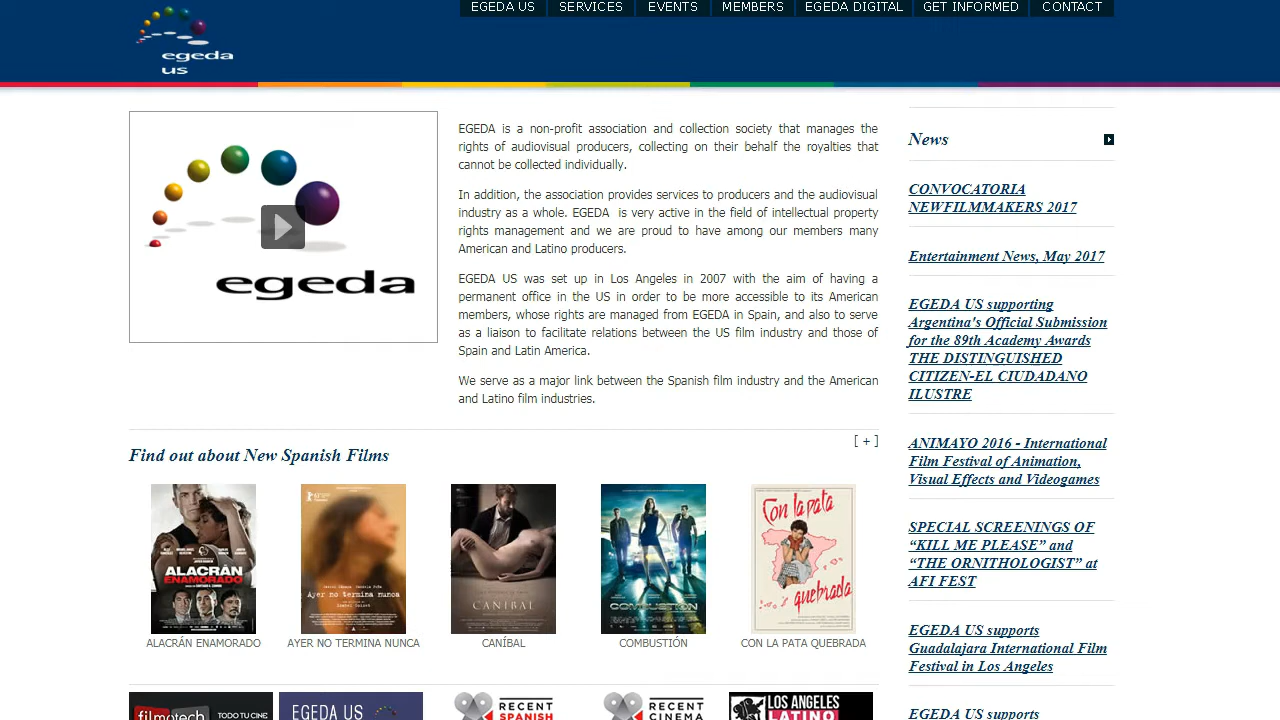 EGEDA US
SERVICES
EVENTS
MEMBERS
EGEDA DIGITAL
GET INFORMED
CONTACT
egeda
us
egeda
EGEDA is a non-profit association and collection society that manages the
rights of audiovisual producers, collecting on their behalf the royalties that
cannot be collected individually.
In addition, the association provides services to producers and the audiovisual
industry as a whole. EGEDA is very active in the field of intellectual property
rights management and we are proud to have among our members many
American and Latino producers.
EGEDA US was set up in Los Angeles in 2007 with the aim of having a
permanent office in the US in order to be more accessible to its American
members, whose rights are managed from EGEDA in Spain, and also to serve
as a liaison to facilitate relations between the US film industry and those of
Spain and Latin America.
We serve as a major link between the Spanish film industry and the American
and Latino film industries.
[ + ]
Find out about New Spanish Films
ALACRÁN
ENAMORADO
Ayer no termina nunca
CANÍBAL
COMBUSTION
Con la pata
quebrada
ALACRÁN ENAMORADO
AYER NO TERMINA NUNCA
CANÍBAL
COMBUSTIÓN
CON LA PATA QUEBRADA
filmotech
TODO TU CINE
EGEDA US
RECENT
SPANISH
RECENT
CINEMA
LOS ANGELES
LATINO
News
CONVOCATORIA
NEWFILMMAKERS 2017
Entertainment News, May 2017
EGEDA US supporting
Argentina's Official Submission
for the 89th Academy Awards
THE DISTINGUISHED
CITIZEN-EL CIUDADANO
ILUSTRE
ANIMAYO 2016 - International
Film Festival of Animation,
Visual Effects and Videogames
SPECIAL SCREENINGS OF
“KILL ME PLEASE” and
“THE ORNITHOLOGIST” at
AFI FEST
EGEDA US supports
Guadalajara International Film
Festival in Los Angeles
EGEDA US supports